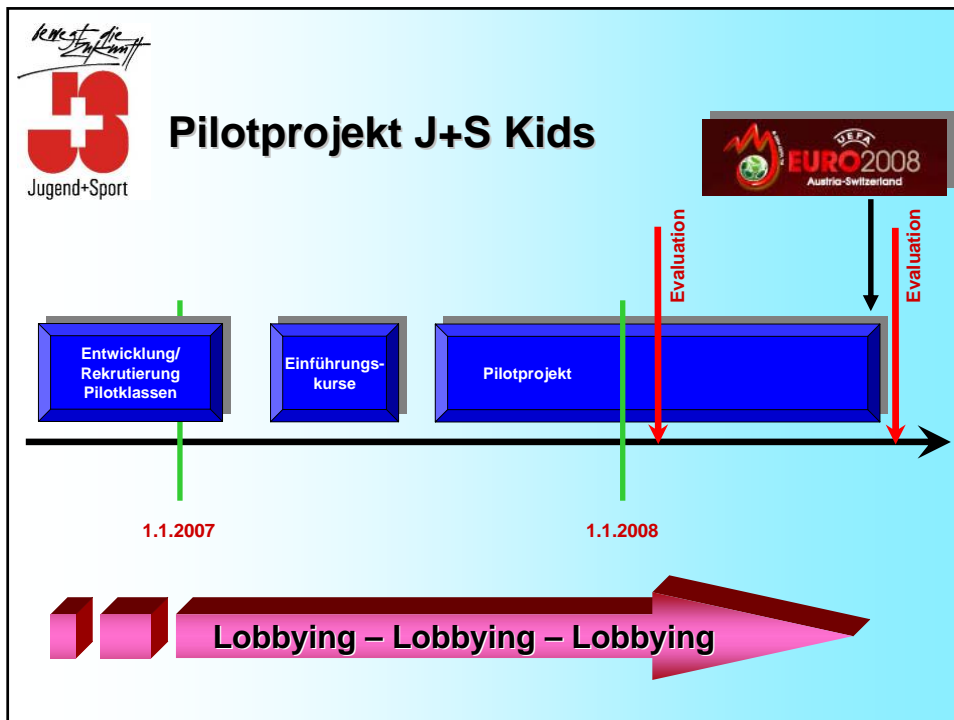 bewegt die
Zukunft
Jugend+Sport
Pilotprojekt J+S Kids
UEFA
EURO2008
Austria-Switzerland
Evaluation
Evaluation
Entwicklung/
Rekrutierung
Pilotklassen
Einführungs-
kurse
Pilotprojekt
1.1.2007
1.1.2008
Lobbying – Lobbying – Lobbying